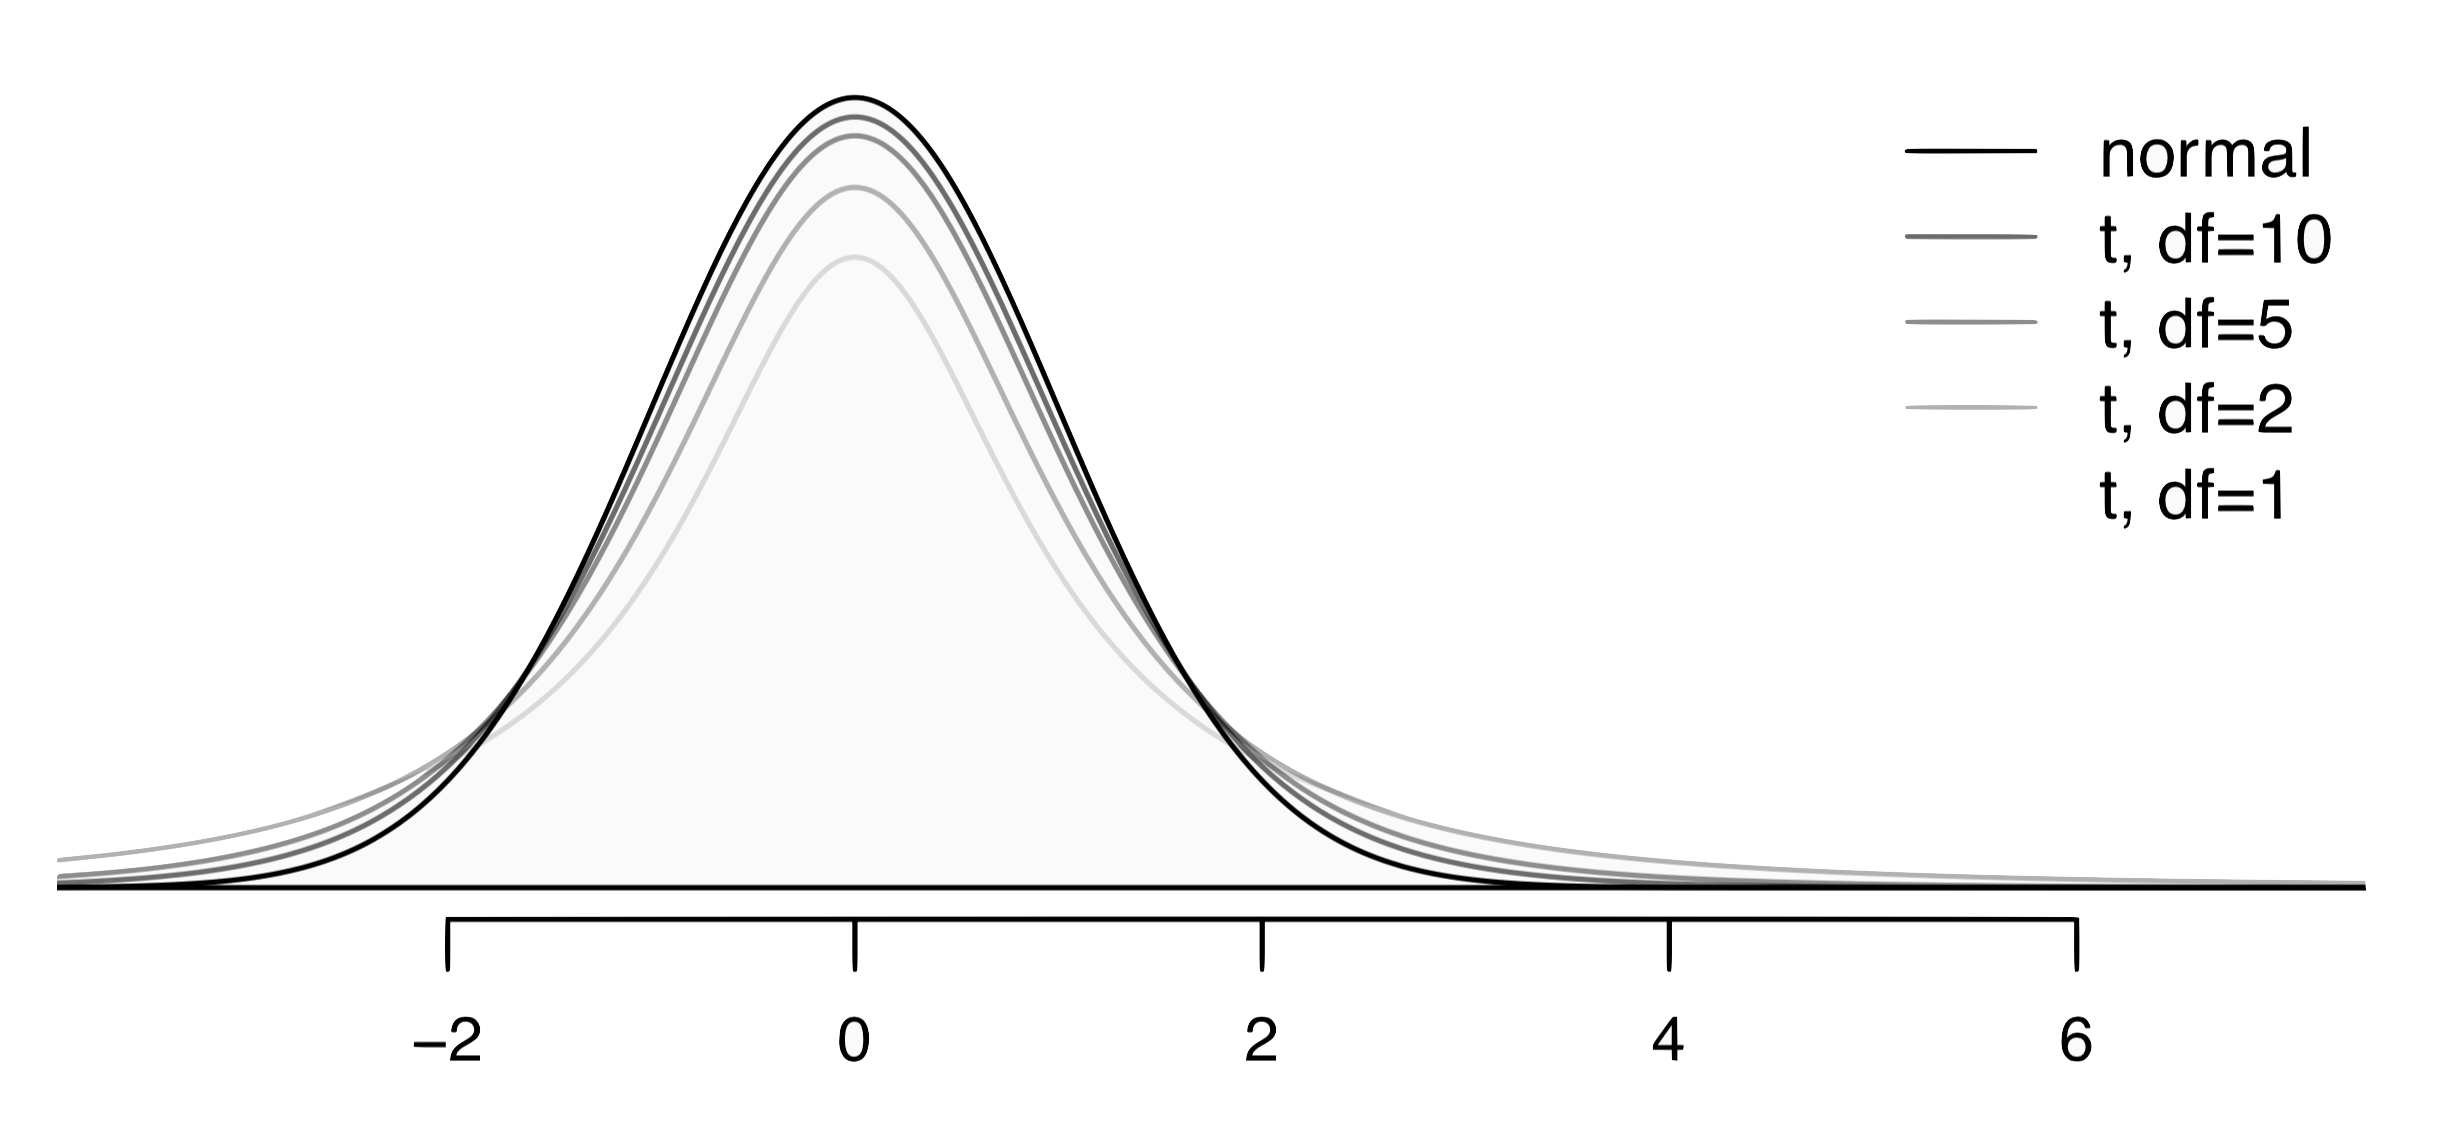 normal
t, df=10
t, df=5
t, df=2
t, df=1
−2 0 2 4 6